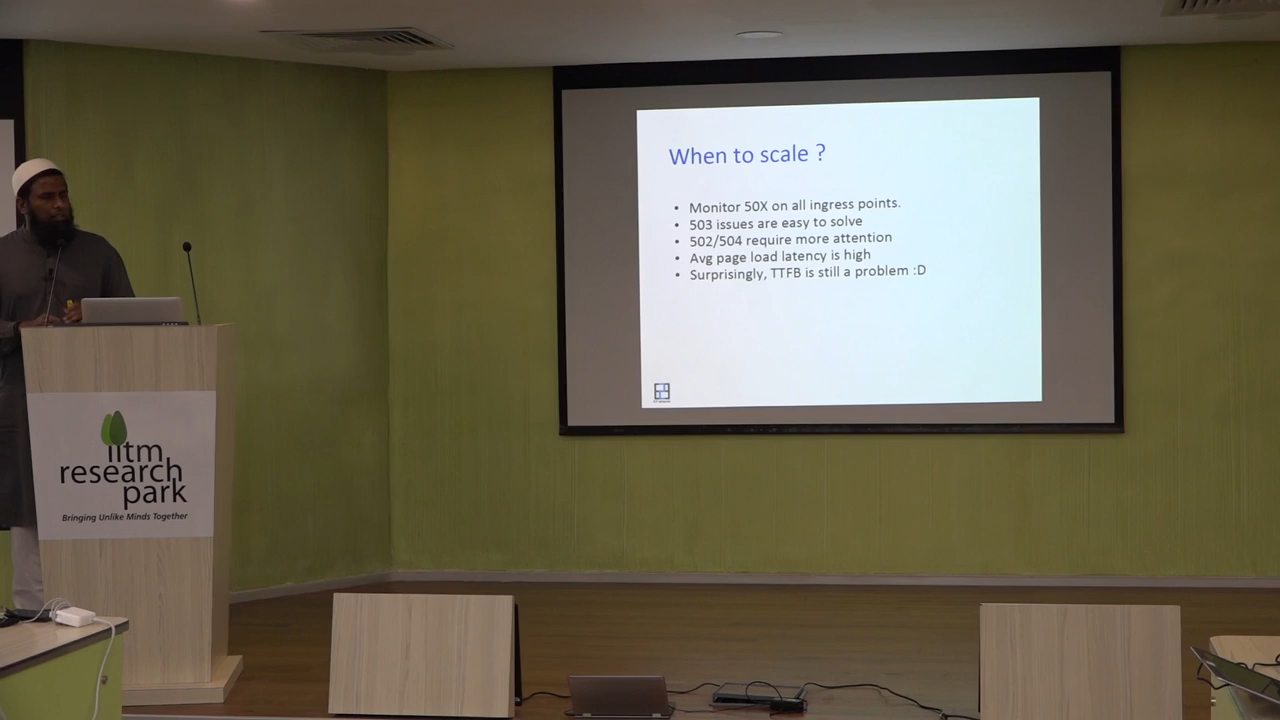 When to scale ?
• Monitor 50X on all ingress points.
• 503 issues are easy to solve
• 502/504 require more attention
• Avg page load latency is high
• Surprisingly, TTFB is still a problem :D
iitm
research
park
Bringing Unlike Minds Together